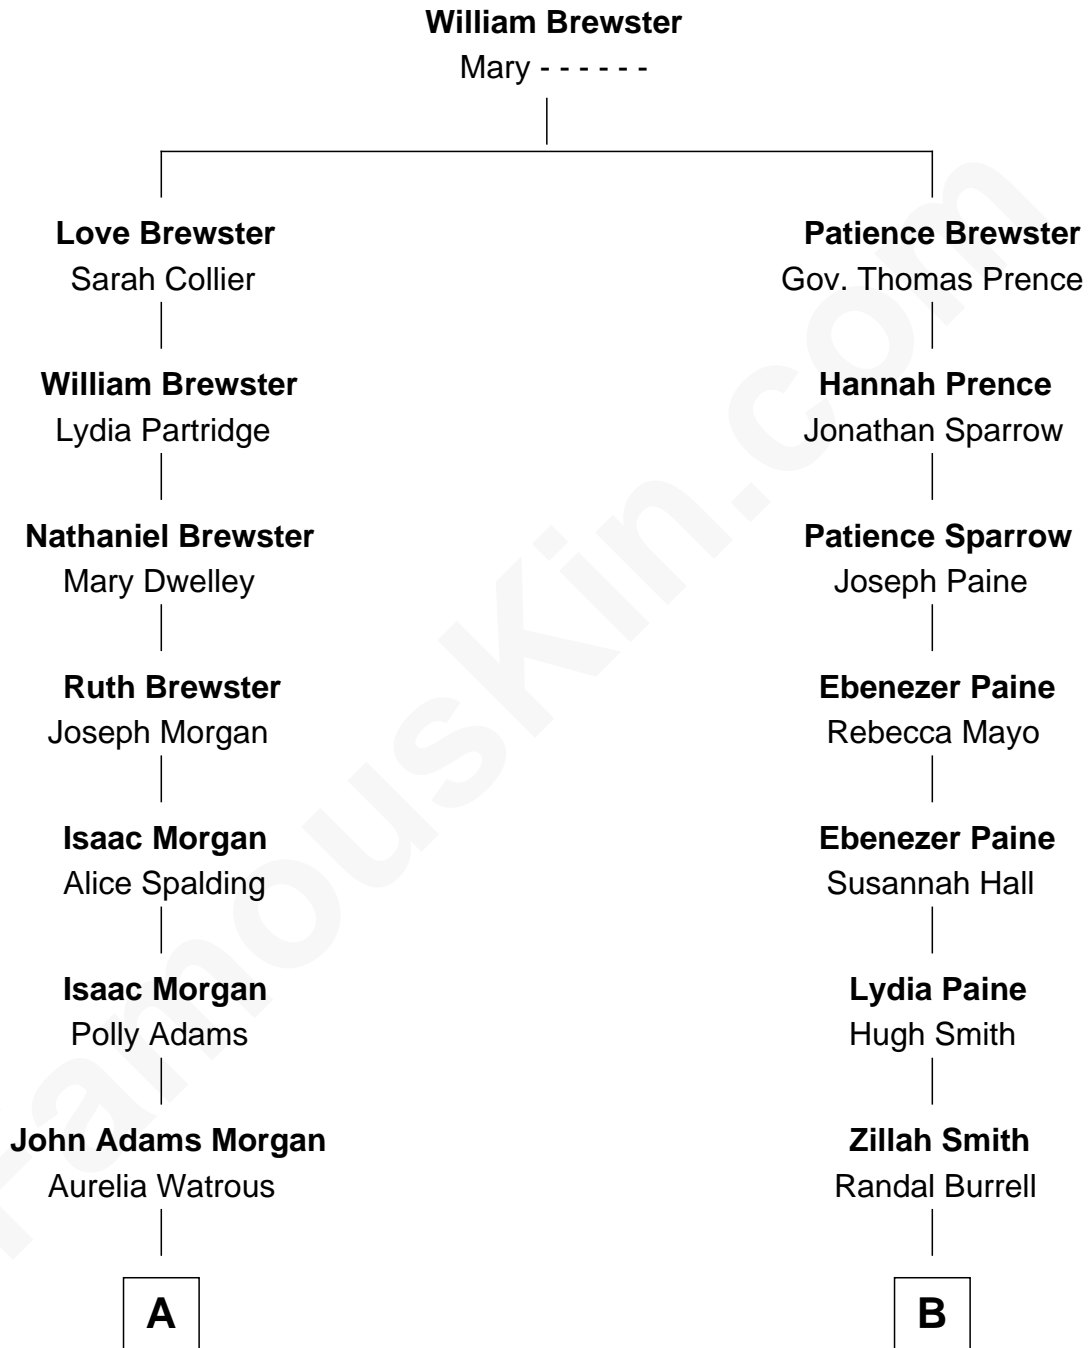 William Brewster
Mary - - - - - -
Love Brewster
Sarah Collier
Patience Brewster
Gov. Thomas Prence
William Brewster
Lydia Partridge
Hannah Prence
Jonathan Sparrow
Nathaniel Brewster
Mary Dwelley
Patience Sparrow
Joseph Paine
Ruth Brewster
Joseph Morgan
Ebenezer Paine
Rebecca Mayo
Isaac Morgan
Alice Spalding
Ebenezer Paine
Susannah Hall
Isaac Morgan
Polly Adams
Lydia Paine
Hugh Smith
John Adams Morgan
Aurelia Watrous
Zillah Smith
Randal Burrell
A
B
FamousKin.com